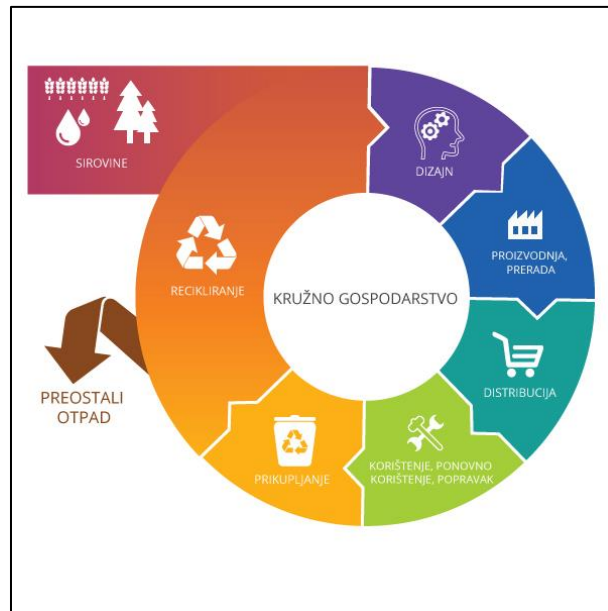 SIROVINE
DIZAJN
PROIZVODNJA,
PRERADA
DISTRIBUCIJA
KORIŠTENJE, PONOVNO
KORIŠTENJE, POPRAVAK
PRIKUPLJANJE
RECIKLIRANJE
KRUŽNO GOSPODARSTVO
PREOSTALI
OTPAD